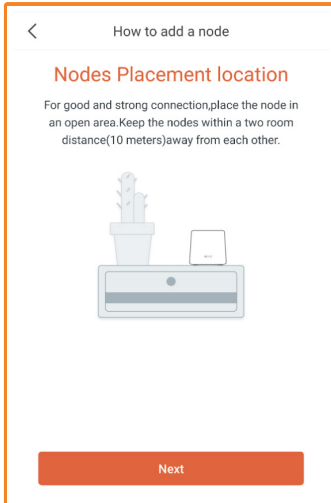 How to add a node
Nodes Placement location
For good and strong connection,place the node in
an open area.Keep the nodes within a two room
distance(10 meters)away from each other.
Next